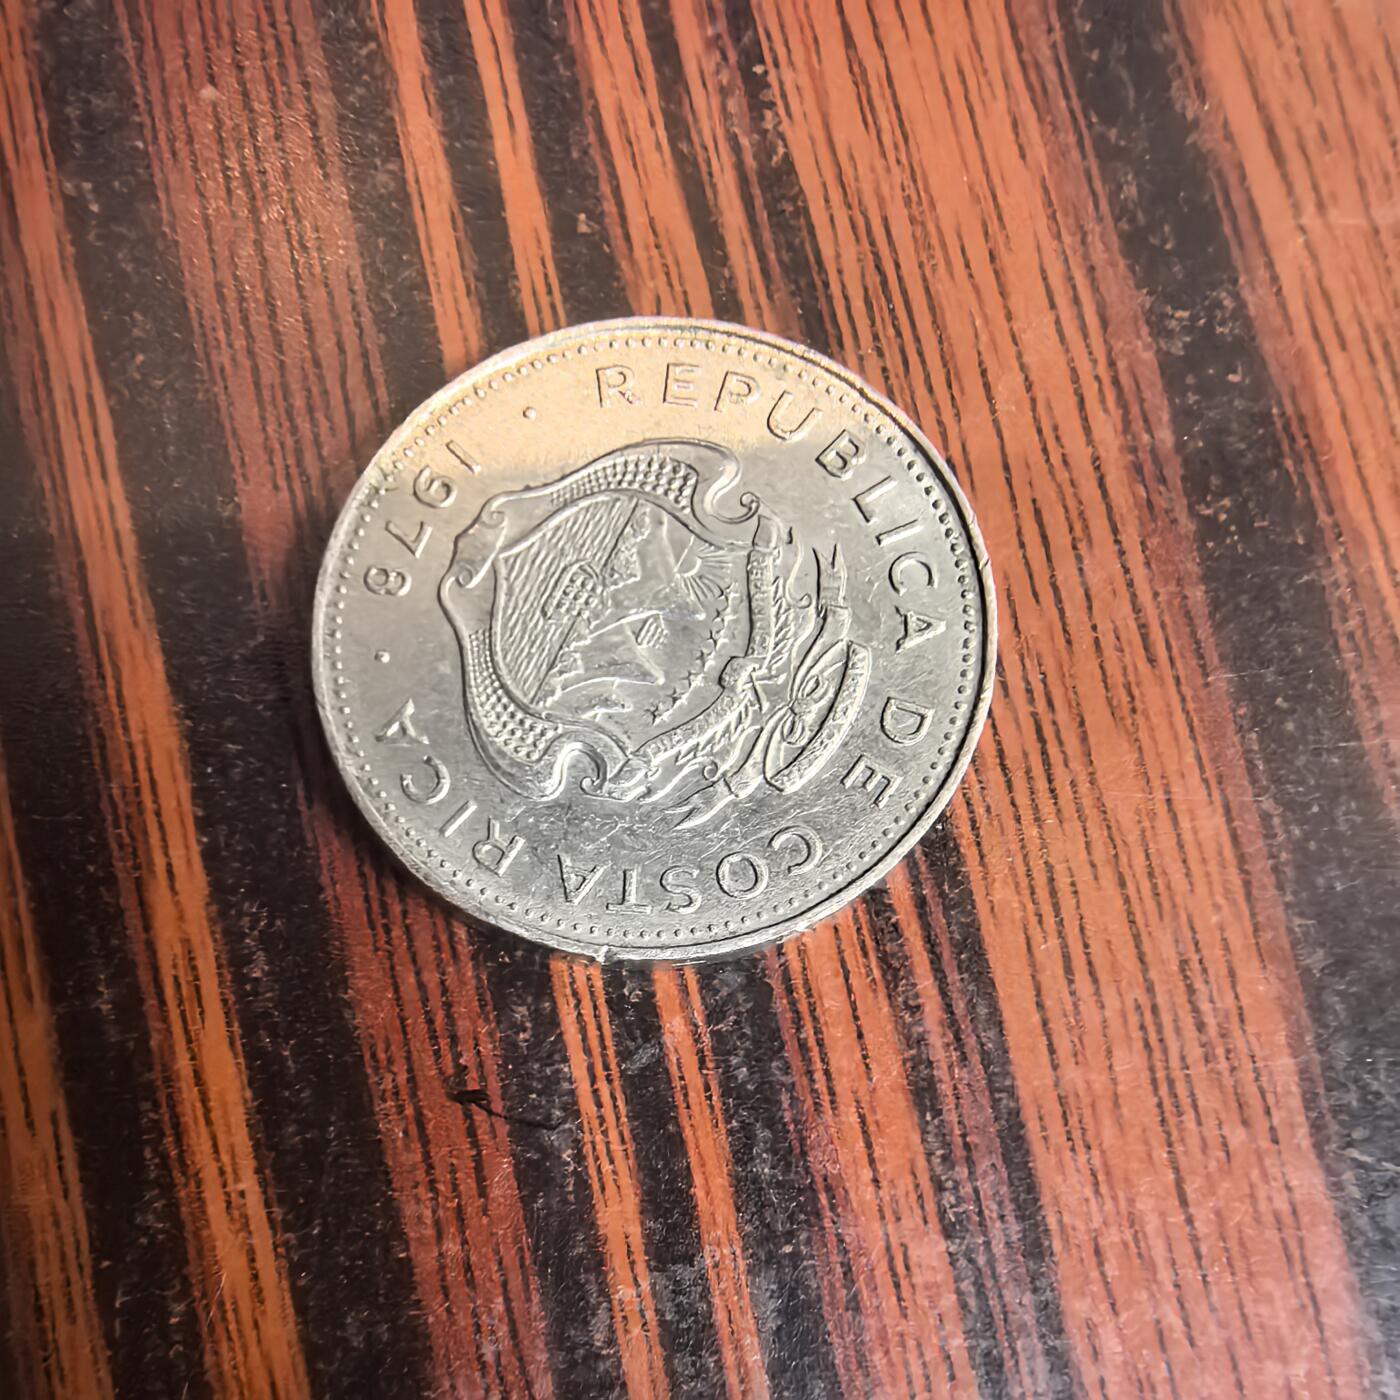 REPUBLICA DE COSTA RICA
1978